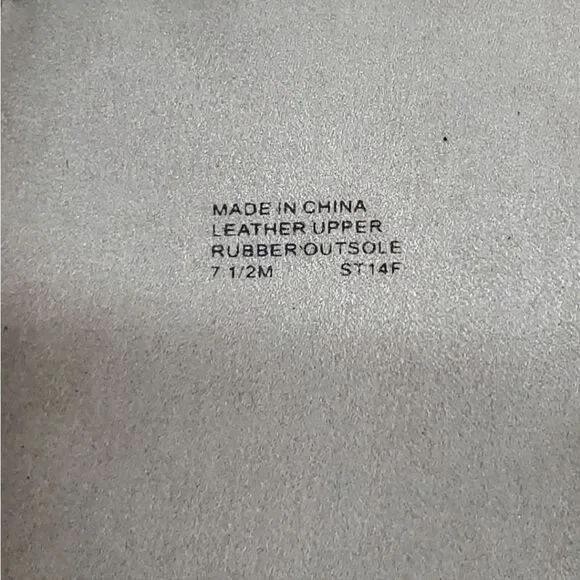 MADE IN CHINA
LEATHER UPPER
RUBBER OUTSOLE
7 1/2M ST14F